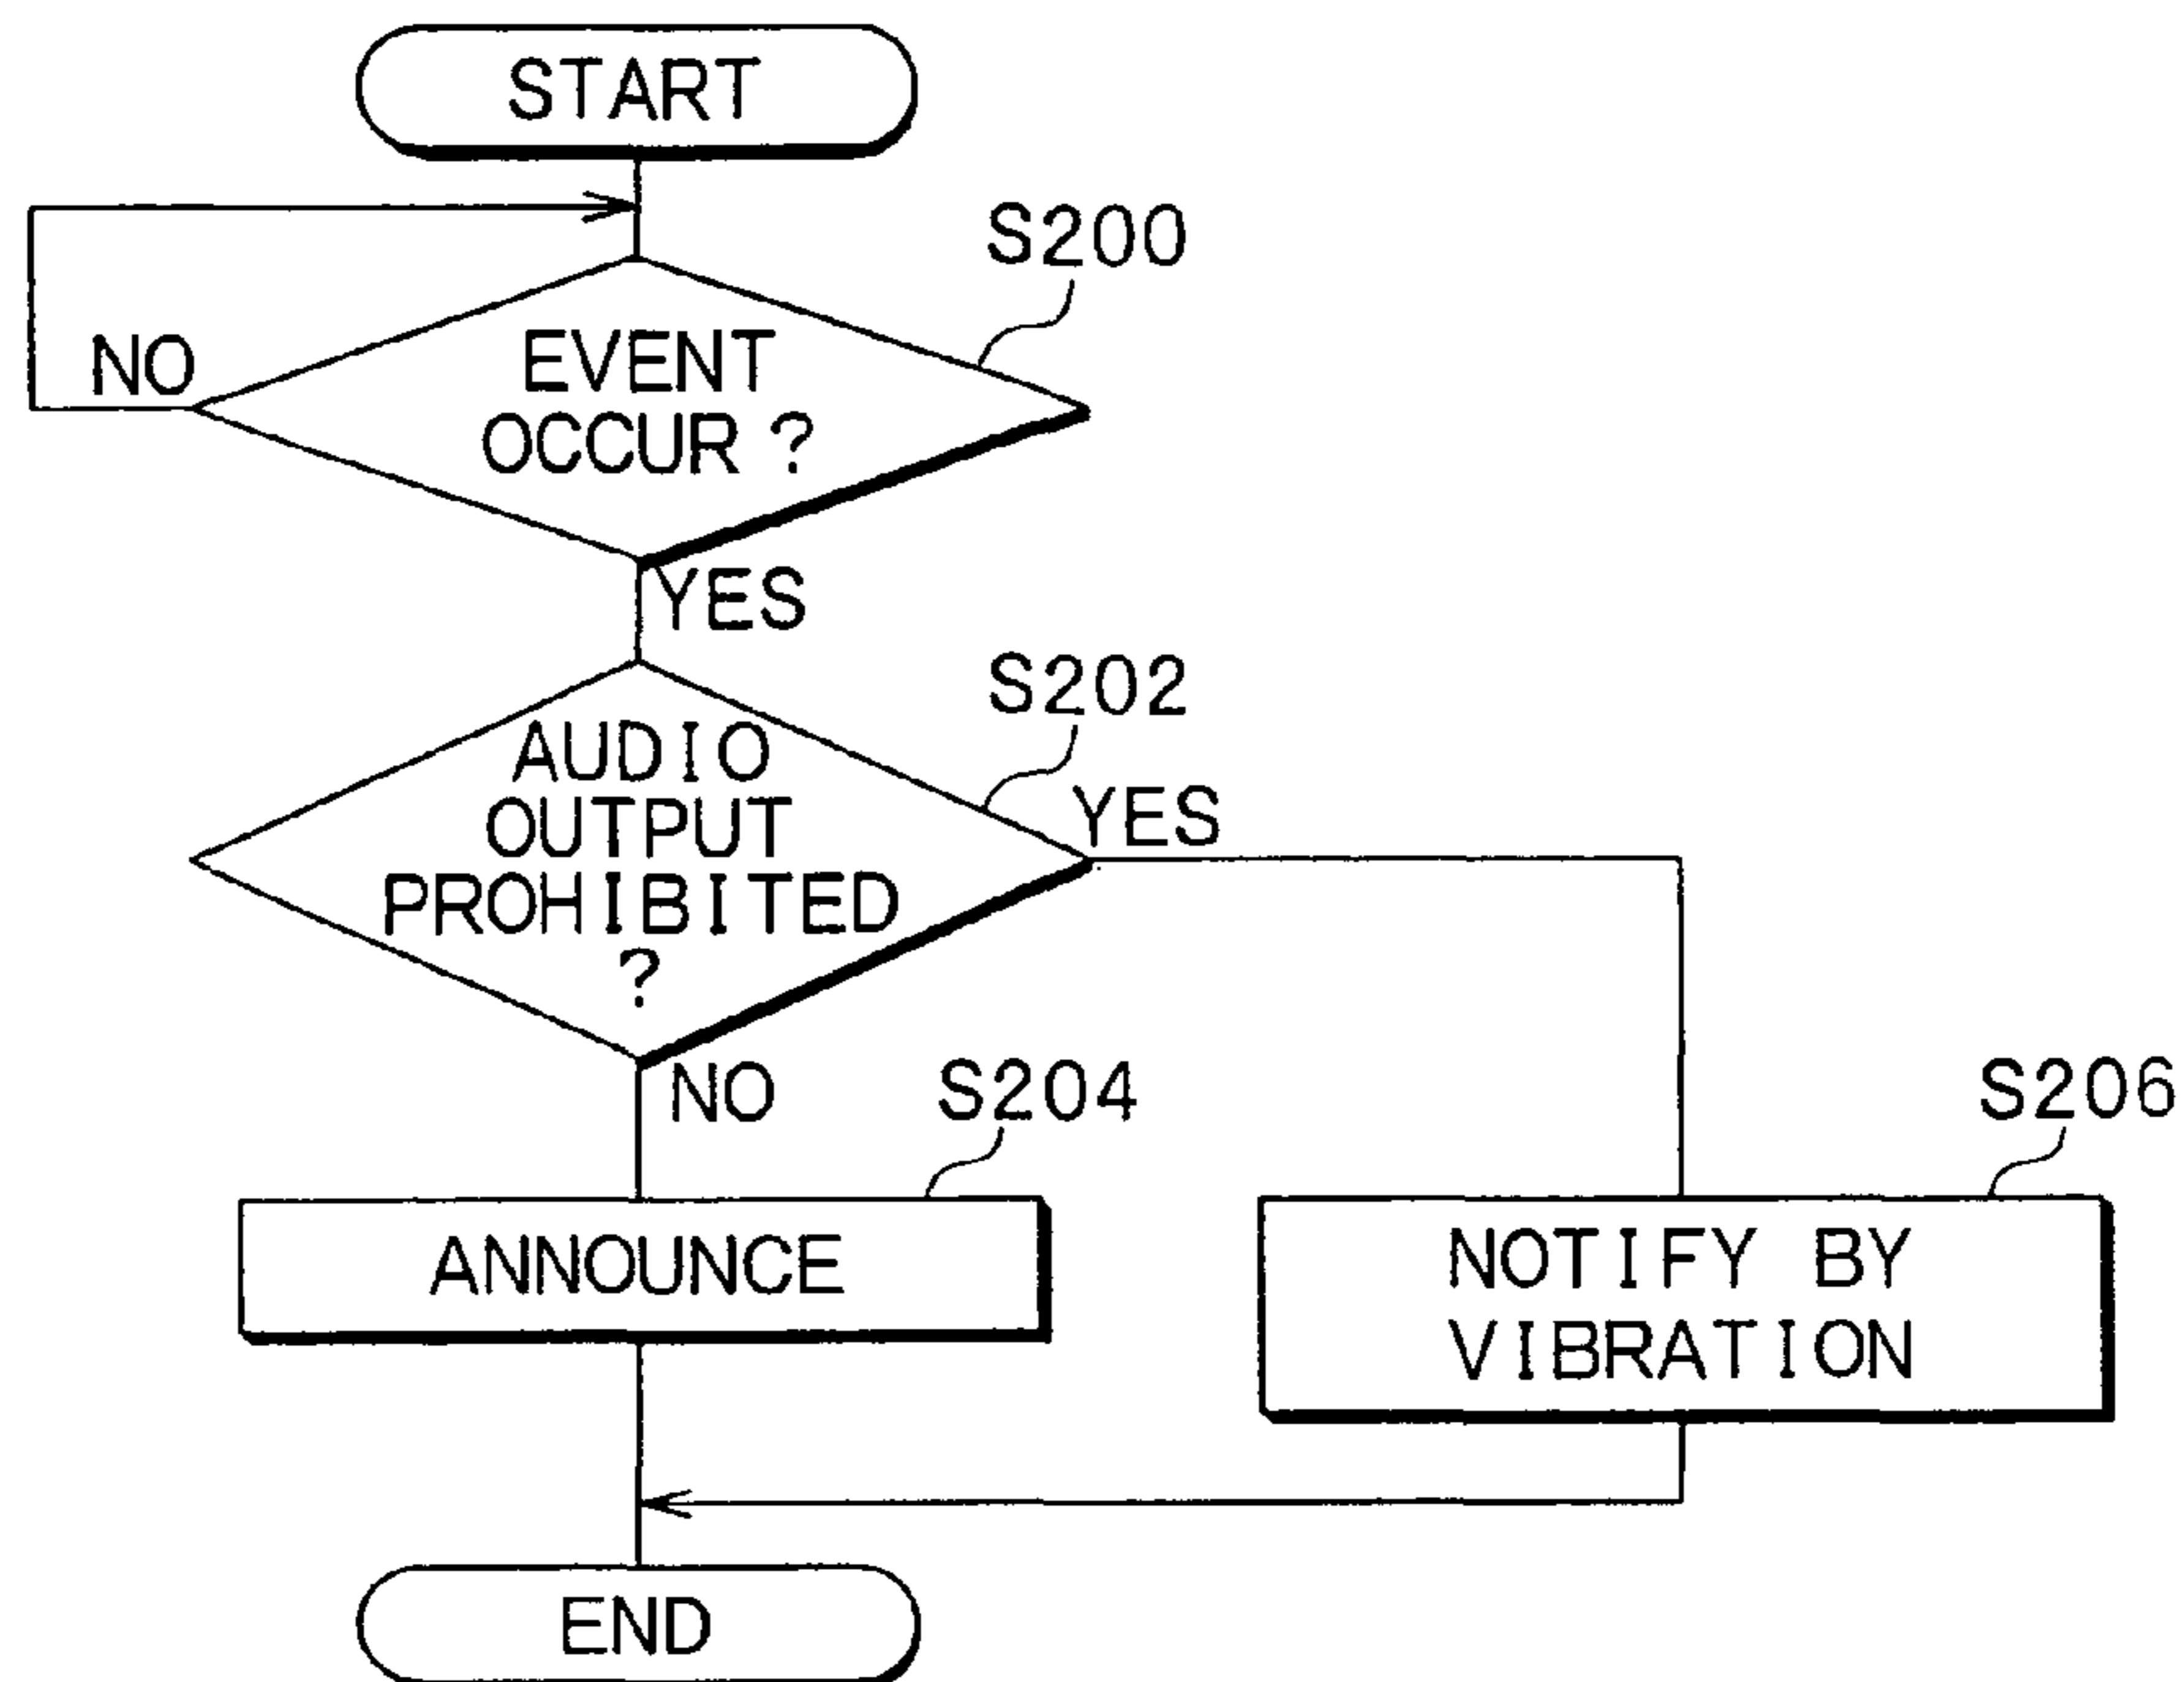 START
S200
NO
EVENT
OCCUR ?
YES
S202
AUDIO
OUTPUT
PROHIBITED
?
YES
NO
S204
S206
ANNOUNCE
NOTIFY BY
VIBRATION
END